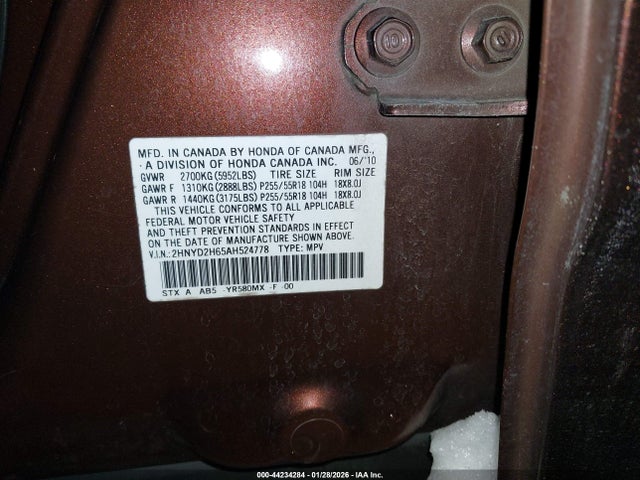 MFD. IN CANADA BY HONDA OF CANADA MFG.,
A DIVISION OF HONDA CANADA INC. 06/'10
GVWR 2700KG(5952LBS) TIRE SIZE RIM SIZE
GAWR F 1310KG(2888LBS) P255/55R18 104H 18X8.0J
GAWR R 1440KG(3175LBS) P255/55R18 104H 18X8.0J
THIS VEHICLE CONFORMS TO ALL APPLICABLE
FEDERAL MOTOR VEHICLE SAFETY
AND THEFT PREVENTION STANDARDS IN EFFECT
ON THE DATE OF MANUFACTURE SHOWN ABOVE.
V.I.N.:2HNYD2H65AH524778 TYPE: MPV
STX A AB5 -YR580MX -F -00
000-44234284 - 01/28/2026 - IAA Inc.